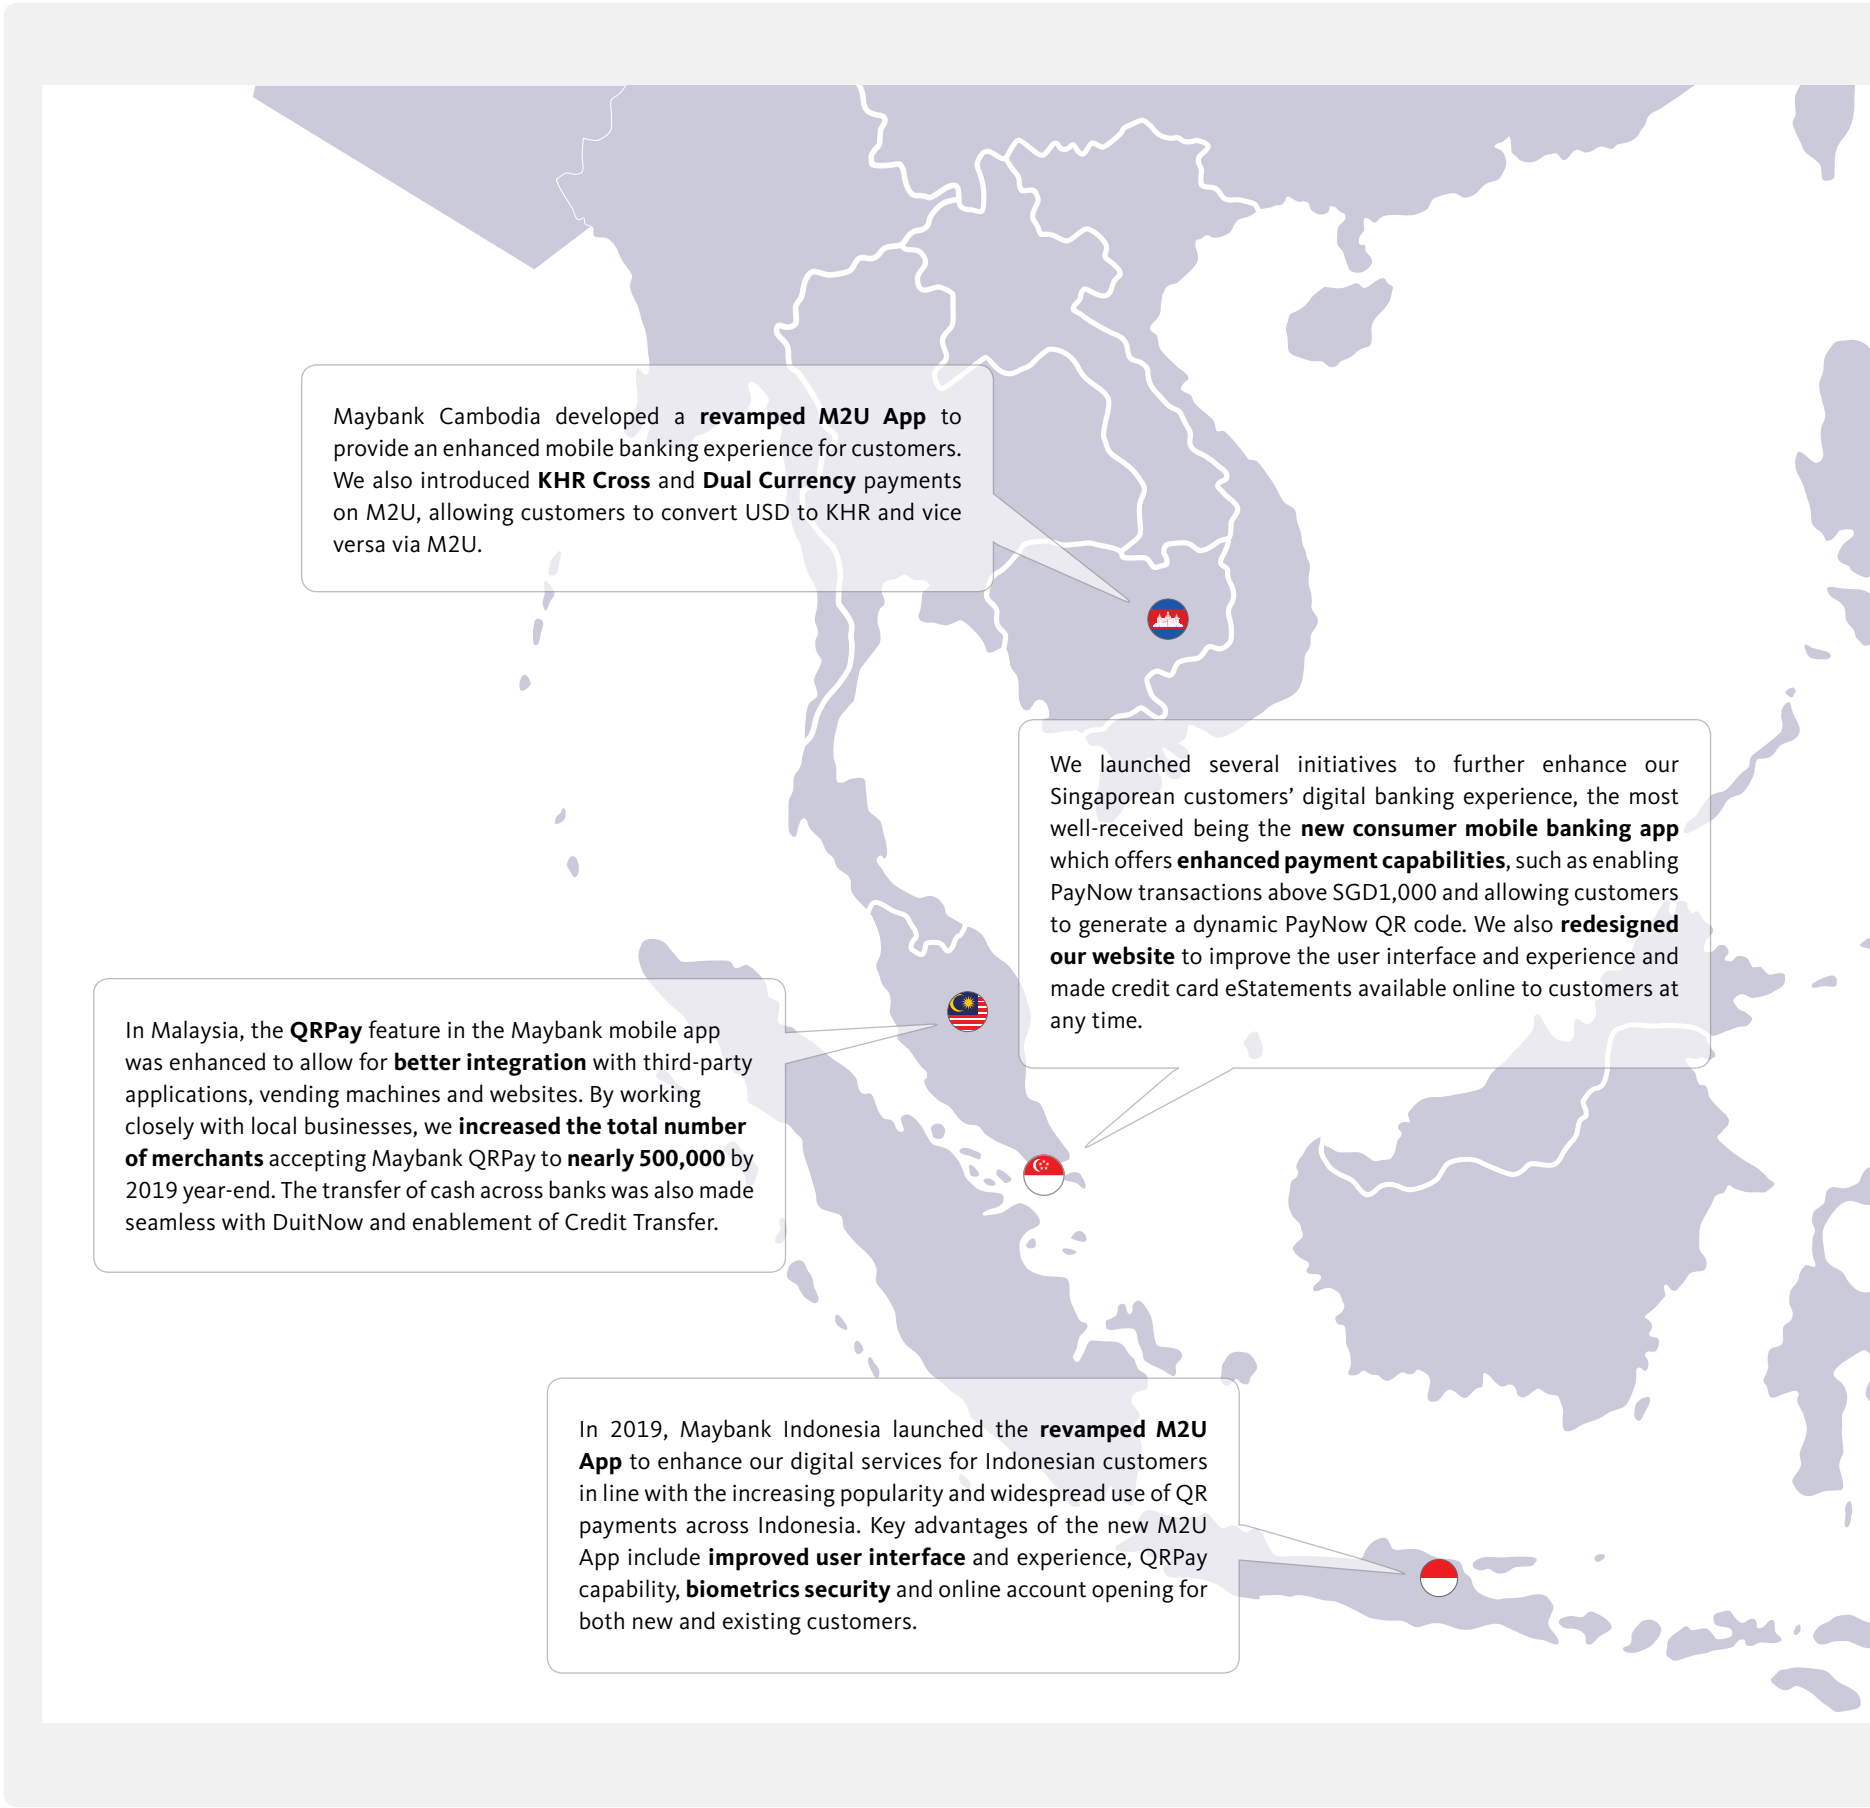 Maybank Cambodia developed a revamped M2U App to
provide an enhanced mobile banking experience for customers.
We also introduced KHR Cross and Dual Currency payments
on M2U, allowing customers to convert USD to KHR and vice
versa via M2U.
We launched several initiatives to further enhance our
Singaporean customers’ digital banking experience, the most
well-received being the new consumer mobile banking app
which offers enhanced payment capabilities, such as enabling
PayNow transactions above SGD1,000 and allowing customers
to generate a dynamic PayNow QR code. We also redesigned
our website to improve the user interface and experience and
made credit card eStatements available online to customers at
any time.
In Malaysia, the QRPay feature in the Maybank mobile app
was enhanced to allow for better integration with third-party
applications, vending machines and websites. By working
closely with local businesses, we increased the total number
of merchants accepting Maybank QRPay to nearly 500,000 by
2019 year-end. The transfer of cash across banks was also made
seamless with DuitNow and enablement of Credit Transfer.
In 2019, Maybank Indonesia launched the revamped M2U
App to enhance our digital services for Indonesian customers
in line with the increasing popularity and widespread use of QR
payments across Indonesia. Key advantages of the new M2U
App include improved user interface and experience, QRPay
capability, biometrics security and online account opening for
both new and existing customers.